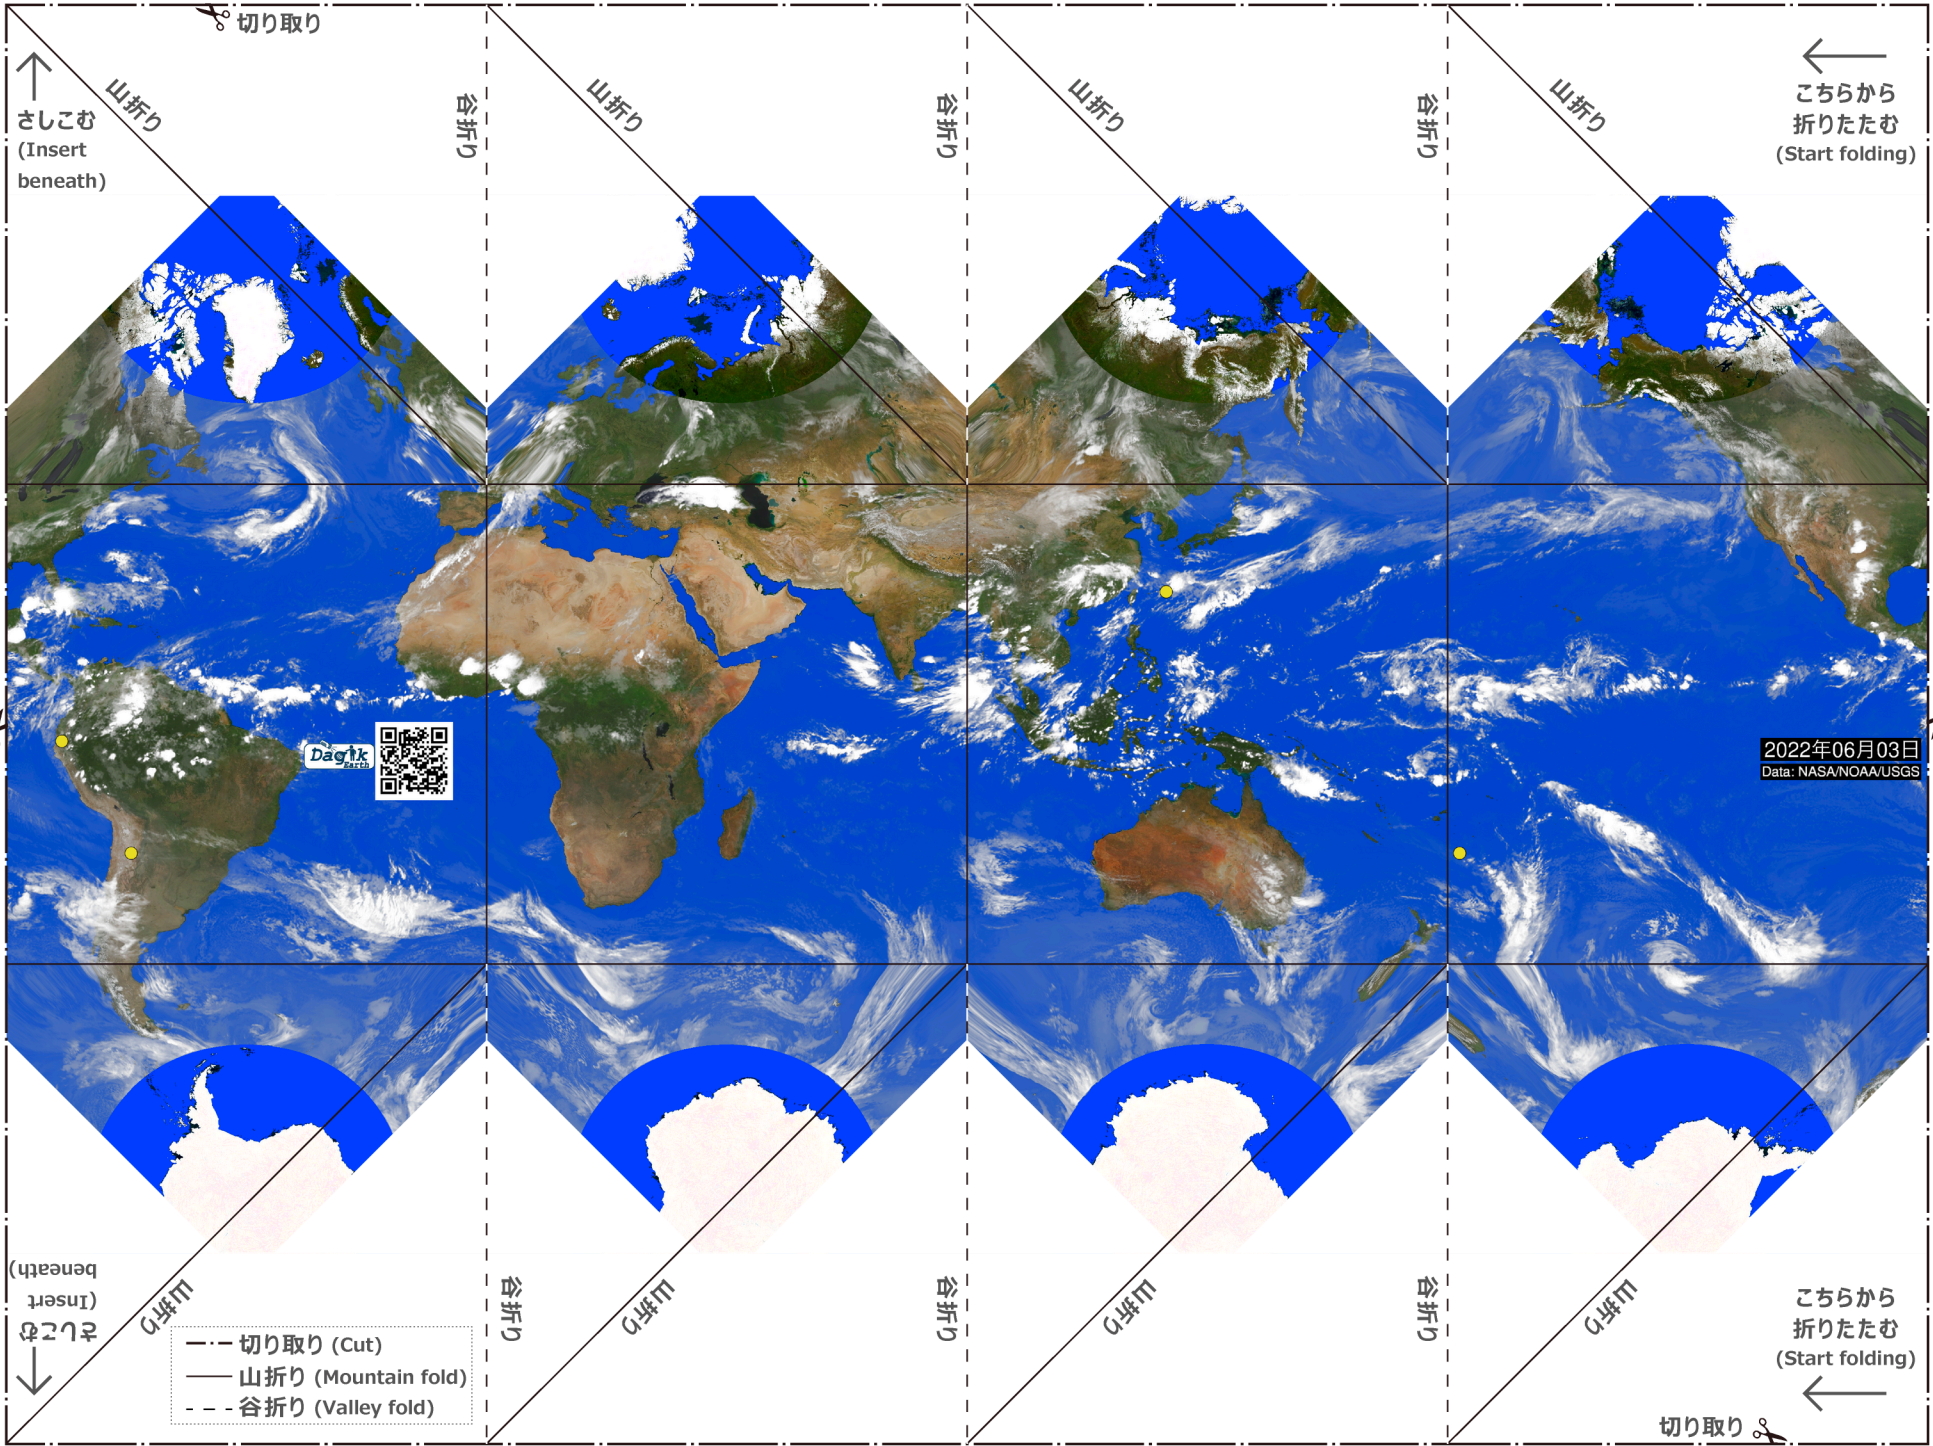 切り取り
山折り
谷折り
山折り
谷折り
山折り
谷折り
山折り
さしこむ
(Insert
beneath)
こちらから
折りたたむ
(Start folding)
Dagik
Earth
2022年06月03日
Data: NASA/NOAA/USGS
さしこむ
(Insert
beneath)
山折り
谷折り
山折り
谷折り
山折り
谷折り
山折り
こちらから
折りたたむ
(Start folding)
切り取り (Cut)
山折り (Mountain fold)
谷折り (Valley fold)
切り取り